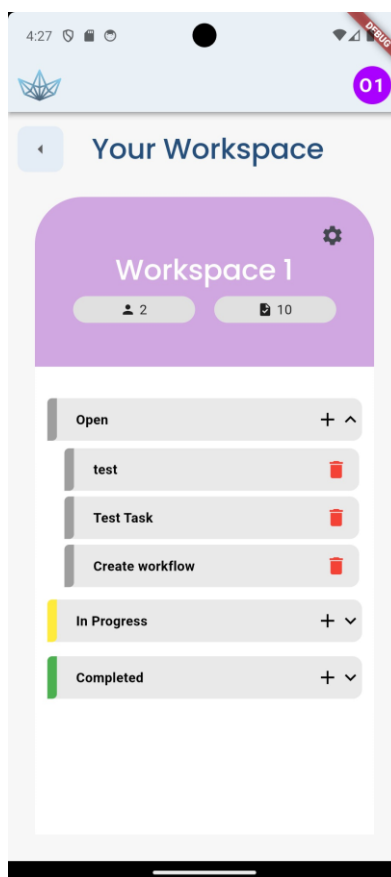 4:27
DEBUG
01
Your Workspace
Workspace 1
2
10
Open
test
Test Task
Create workflow
In Progress
Completed